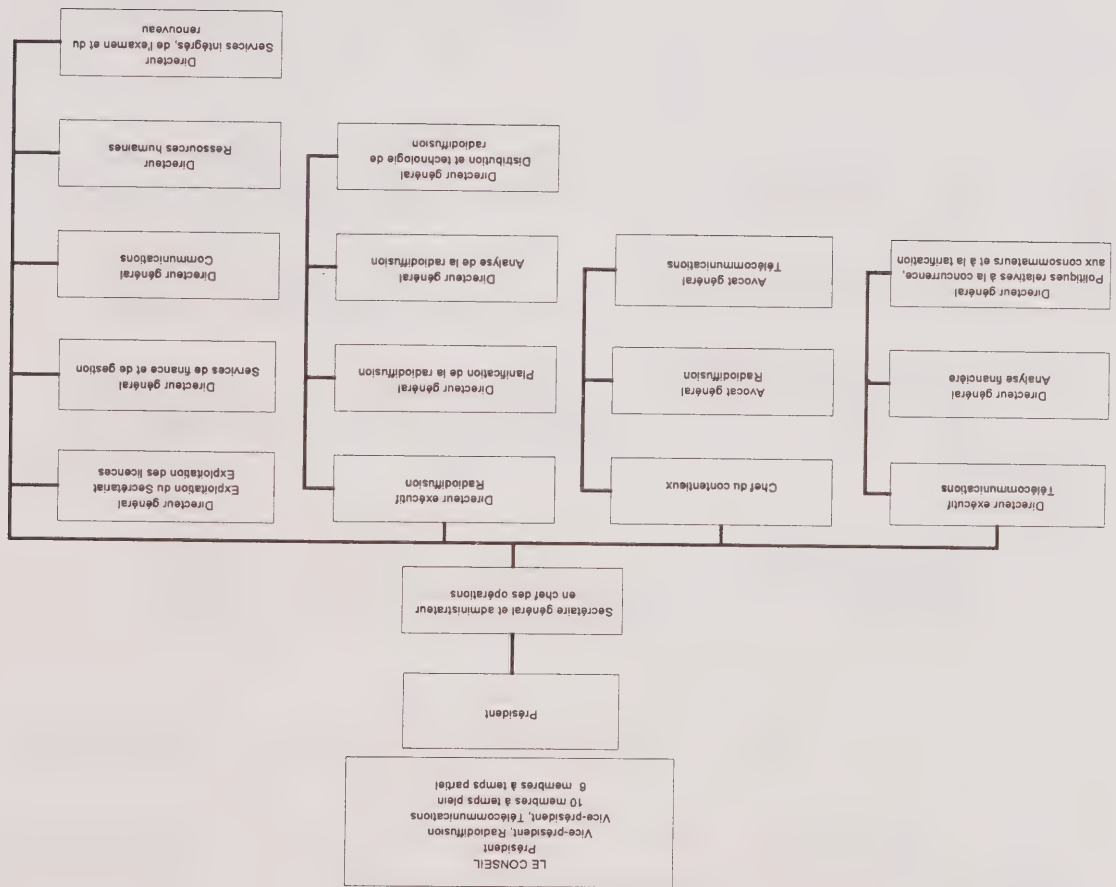 LE CONSEIL
Président
Vice-président, Radiodiffusion
Vice-président, Télécommunications
10 membres à temps plein
6 membres à temps partiel
Président
Secrétaire général et administrateur
en chef des opérations
Directeur exécutif
Télécommunications
Directeur général
Analyse financière
Directeur général
Politiques relatives à la concurrence,
aux consommateurs et à la tarification
Chef du contentieux
Avocat général
Radiodiffusion
Avocat général
Télécommunications
Directeur exécutif
Radiodiffusion
Directeur général
Planification de la radiodiffusion
Directeur général
Analyse de la radiodiffusion
Directeur général
Distribution et technologie de
radiodiffusion
Directeur général
Exploitation du Secrétariat
Exploitation des licences
Directeur général
Services de finance et de gestion
Directeur général
Communications
Directeur
Ressources humaines
Directeur
Services intégrés, de l'examen et du
renouveau